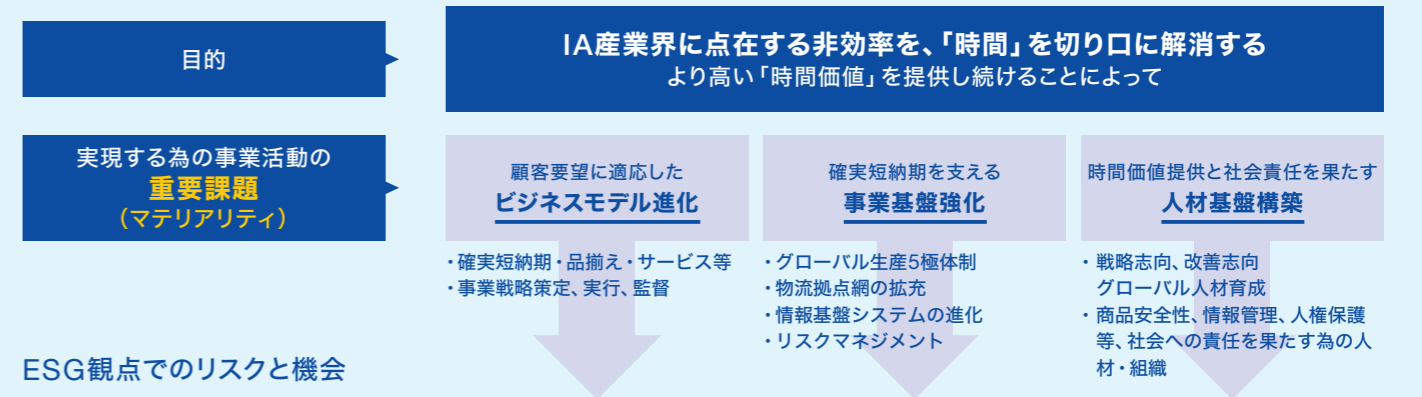 目的
IA産業界に点在する非効率を、「時間」を切り口に解消する
より高い「時間価値」を提供し続けることによって
実現する為の事業活動の
重要課題
（マテリアリティ）
顧客要望に適応した
ビジネスモデル進化
・確実短納期・品揃え・サービス等
・事業戦略策定、実行、監督
確実短納期を支える
事業基盤強化
・グローバル生産5極体制
・物流拠点網の拡充
・情報基盤システムの進化
・リスクマネジメント
時間価値提供と社会責任を果たす
人材基盤構築
・戦略志向、改善志向
グローバル人材育成
・商品安全性、情報管理、人権保護
等、社会への責任を果たす為の人
材・組織
ESG観点でのリスクと機会